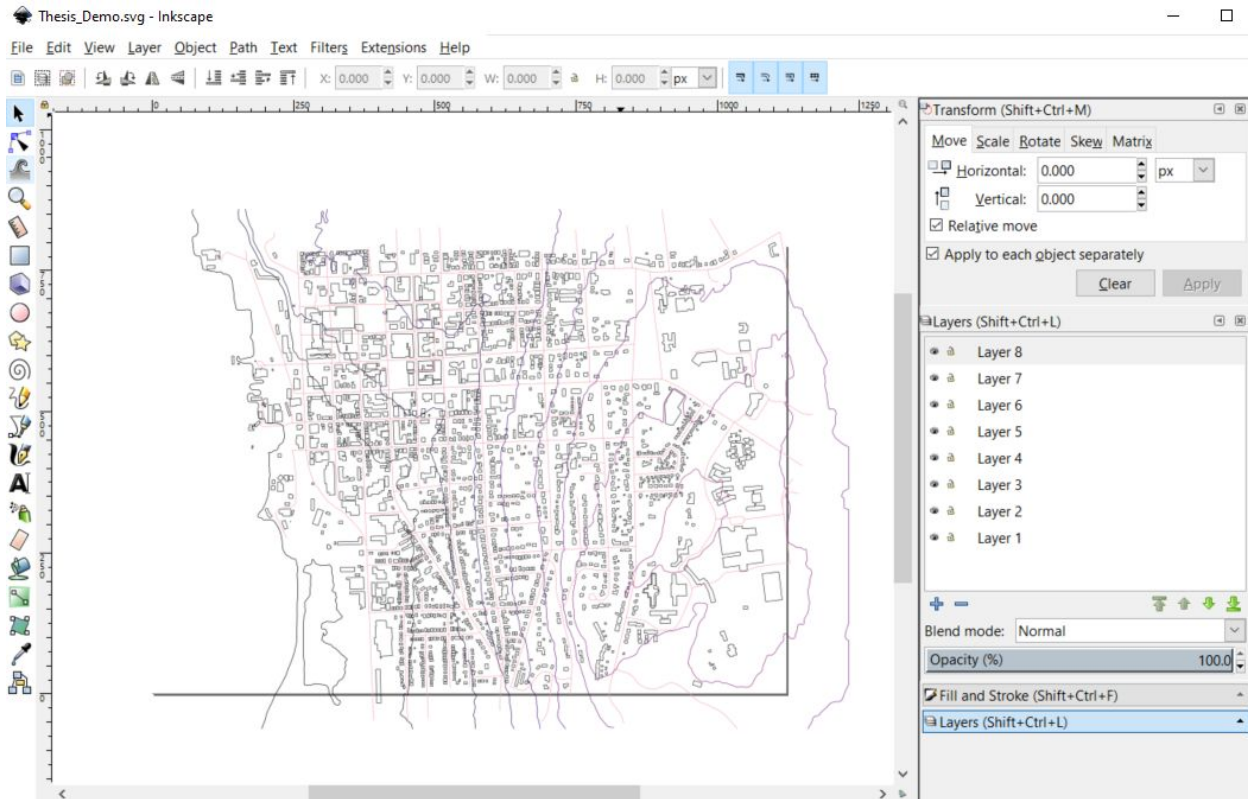 Thesis_Demo.svg - Inkscape
File Edit View Layer Object Path Text Filters Extensions Help
X: 0.000 Y: 0.000 W: 0.000 H: 0.000 px
0 250 500 750 1000 1250
Transform (Shift+Ctrl+M)
Move Scale Rotate Skew Matrix
Horizontal: 0.000 px
Vertical: 0.000
Relative move
Apply to each object separately
Clear Apply
Layers (Shift+Ctrl+L)
Layer 8
Layer 7
Layer 6
Layer 5
Layer 4
Layer 3
Layer 2
Layer 1
Blend mode: Normal
Opacity (%) 100.0
Fill and Stroke (Shift+Ctrl+F)
Layers (Shift+Ctrl+L)